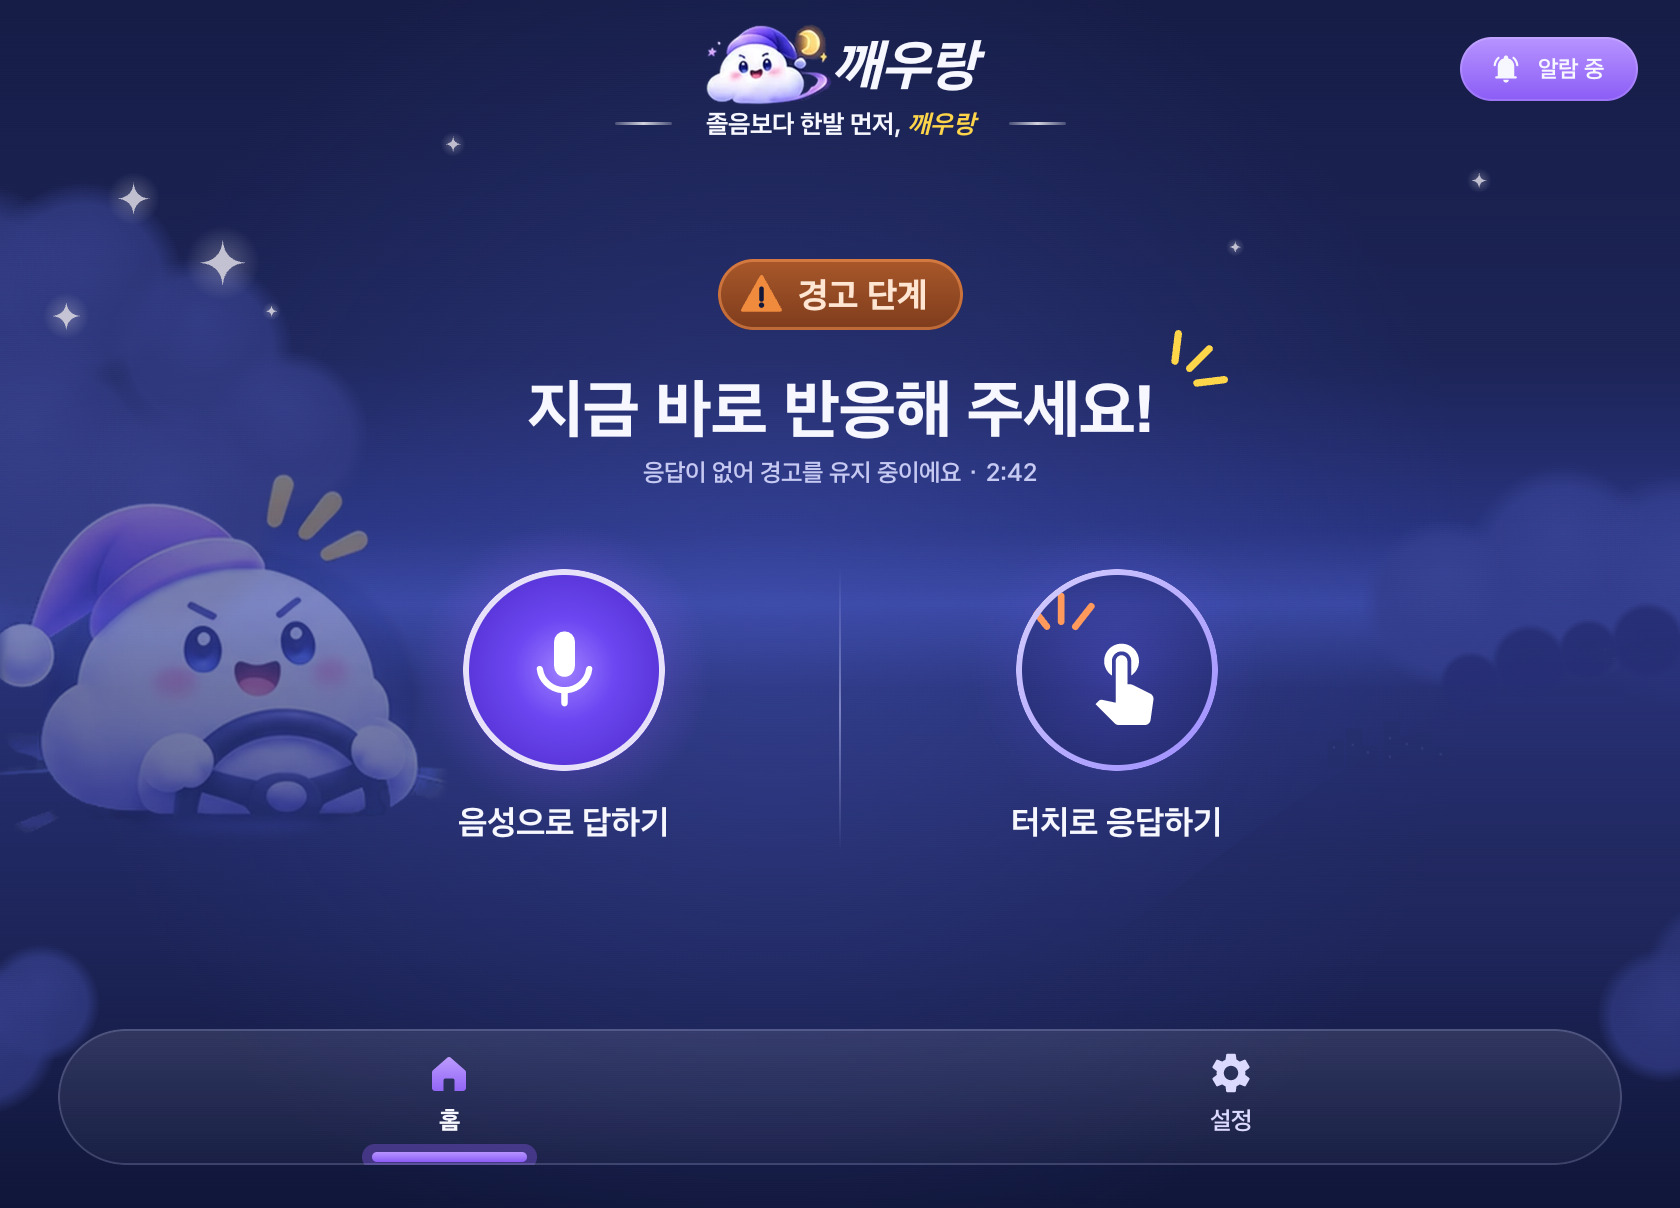 깨우랑
졸음보다 한발 먼저, 깨우랑
알람 중
경고 단계
지금 바로 반응해 주세요!
응답이 없어 경고를 유지 중이에요 · 2:42
음성으로 답하기
터치로 응답하기
홈
설정